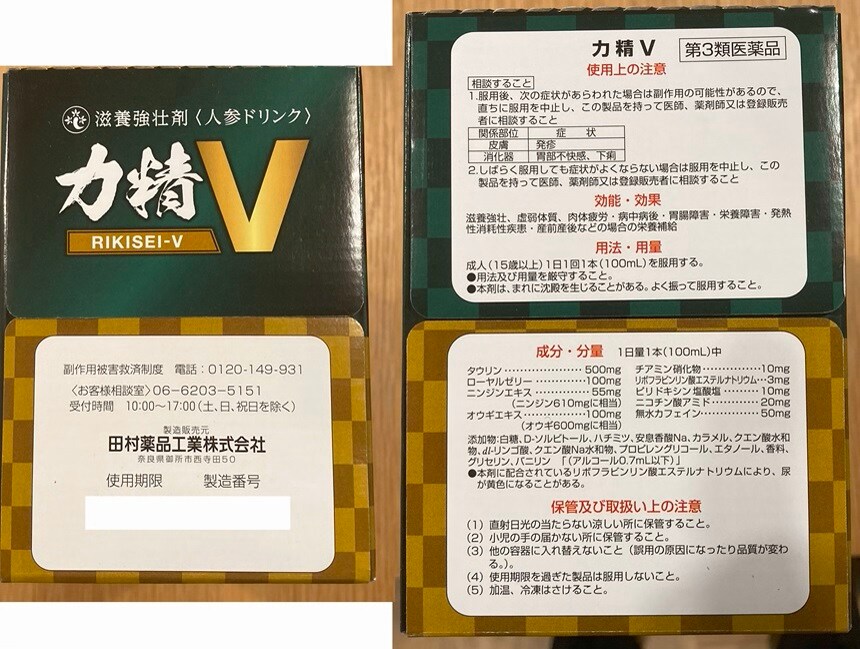 滋養強壮剤〈人参ドリンク〉
力精V
RIKISEI-V
副作用被害救済制度 電話：0120-149-931
〈お客様相談室〉06-6203-5151
受付時間 10:00〜17:00（土、日、祝日を除く）
製造販売元
田村薬品工業株式会社
奈良県御所市西寺田50
使用期限 製造番号
力精V 第3類医薬品
使用上の注意
相談すること
1.服用後、次の症状があらわれた場合は副作用の可能性があるので、
直ちに服用を中止し、この製品を持って医師、薬剤師又は登録販売
者に相談すること
関係部位 症状
皮膚 発疹
消化器 胃部不快感、下痢
2.しばらく服用しても症状がよくならない場合は服用を中止し、この
製品を持って医師、薬剤師又は登録販売者に相談すること
効能・効果
滋養強壮、虚弱体質、肉体疲労・病中病後・胃腸障害・栄養障害・発熱
性消耗性疾患・産前産後などの場合の栄養補給
用法・用量
成人（15歳以上）1日1回1本（100mL）を服用する。
●用法及び用量を厳守すること。
●本剤は、まれに沈殿を生じることがある。よく振って服用すること。
成分・分量 1日量1本（100mL）中
タウリン…………………500mg
ローヤルゼリー…………100mg
ニンジンエキス……………55mg
（ニンジン610mgに相当）
オウギエキス……………100mg
（オウギ600mgに相当）
チアミン硝化物……………10mg
リボフラビンリン酸エステルナトリウム…3mg
ピリドキシン塩酸塩………10mg
ニコチン酸アミド…………20mg
無水カフェイン……………50mg
添加物：白糖、D-ソルビトール、ハチミツ、安息香酸Na、カラメル、クエン酸水和
物、dl-リンゴ酸、クエン酸Na水和物、プロピレングリコール、エタノール、香料、
グリセリン、バニリン 「（アルコール0.7mL以下）」
●本剤に配合されているリボフラビンリン酸エステルナトリウムにより、尿
が黄色になることがある。
保管及び取扱い上の注意
（1）直射日光の当たらない涼しい所に保管すること。
（2）小児の手の届かない所に保管すること。
（3）他の容器に入れ替えないこと（誤用の原因になったり品質が変わ
る。）。
（4）使用期限を過ぎた製品は服用しないこと。
（5）加温、冷凍はさけること。